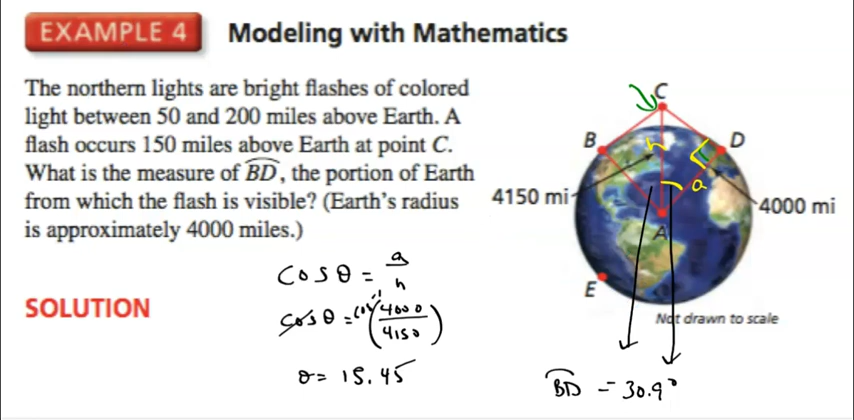 EXAMPLE 4 Modeling with Mathematics
The northern lights are bright flashes of colored
light between 50 and 200 miles above Earth. A
flash occurs 150 miles above Earth at point C.
What is the measure of B͡D, the portion of Earth
from which the flash is visible? (Earth's radius
is approximately 4000 miles.)
C
B
D
h
a
4150 mi
4000 mi
A
E
Not drawn to scale
SOLUTION
cos θ = a/h
cos θ = cos⁻¹(4000/4150)
θ = 15.45
B͡D = 30.9°